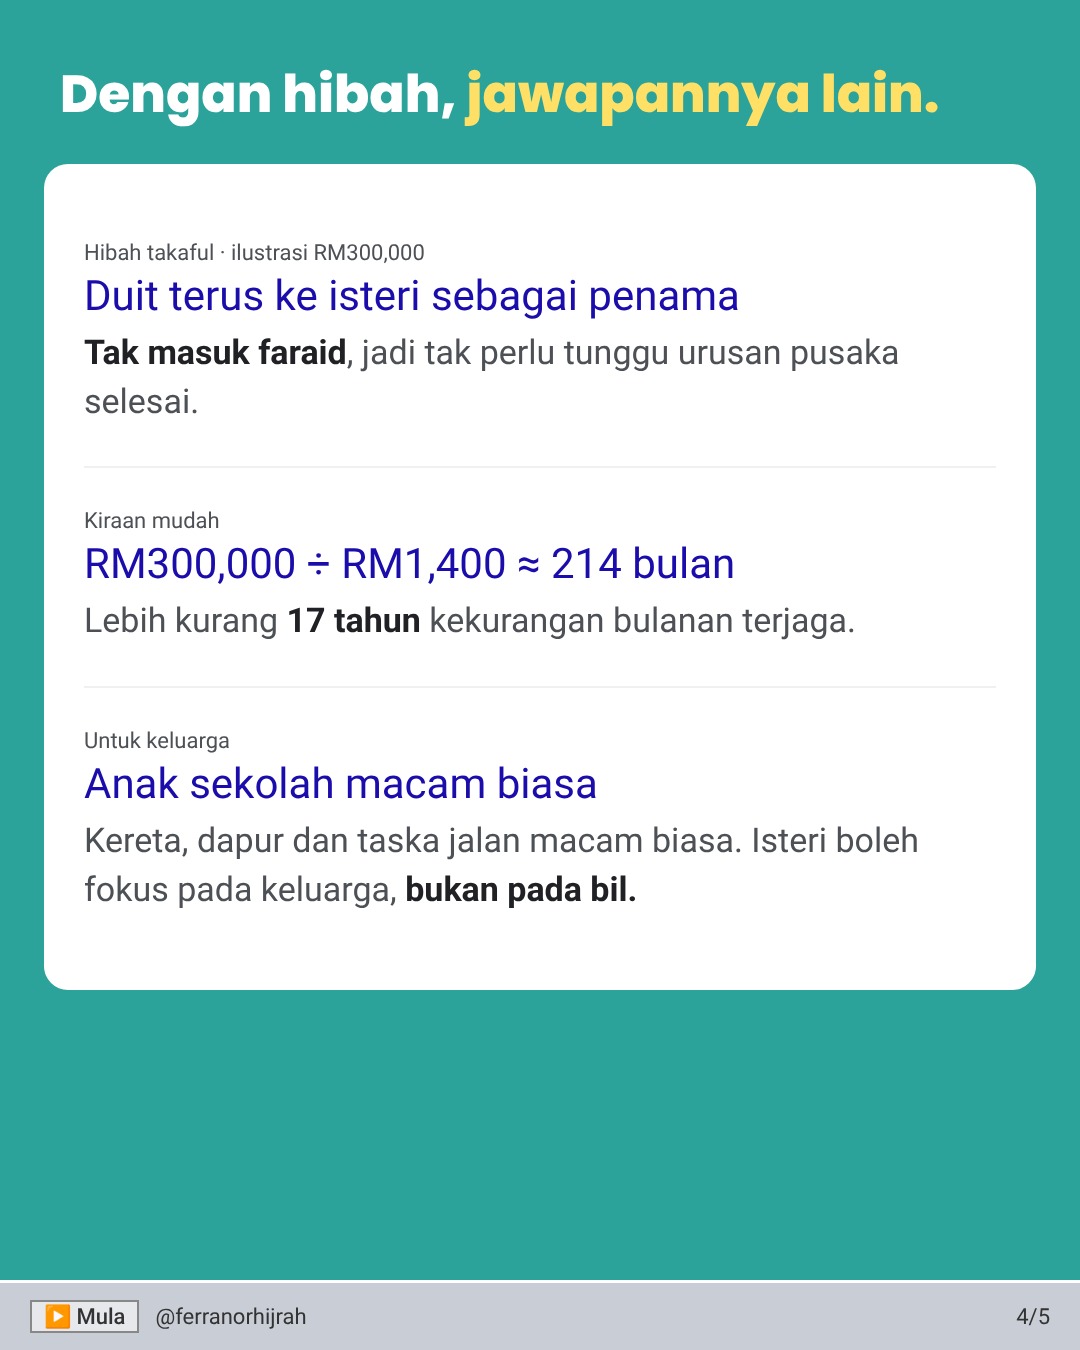 Dengan hibah, jawapannya lain.
Hibah takaful · ilustrasi RM300,000
Duit terus ke isteri sebagai penama
Tak masuk faraid, jadi tak perlu tunggu urusan pusaka
selesai.
Kiraan mudah
RM300,000 ÷ RM1,400 ≈ 214 bulan
Lebih kurang 17 tahun kekurangan bulanan terjaga.
Untuk keluarga
Anak sekolah macam biasa
Kereta, dapur dan taska jalan macam biasa. Isteri boleh
fokus pada keluarga, bukan pada bil.
▶️ Mula @ferranorhijrah 4/5